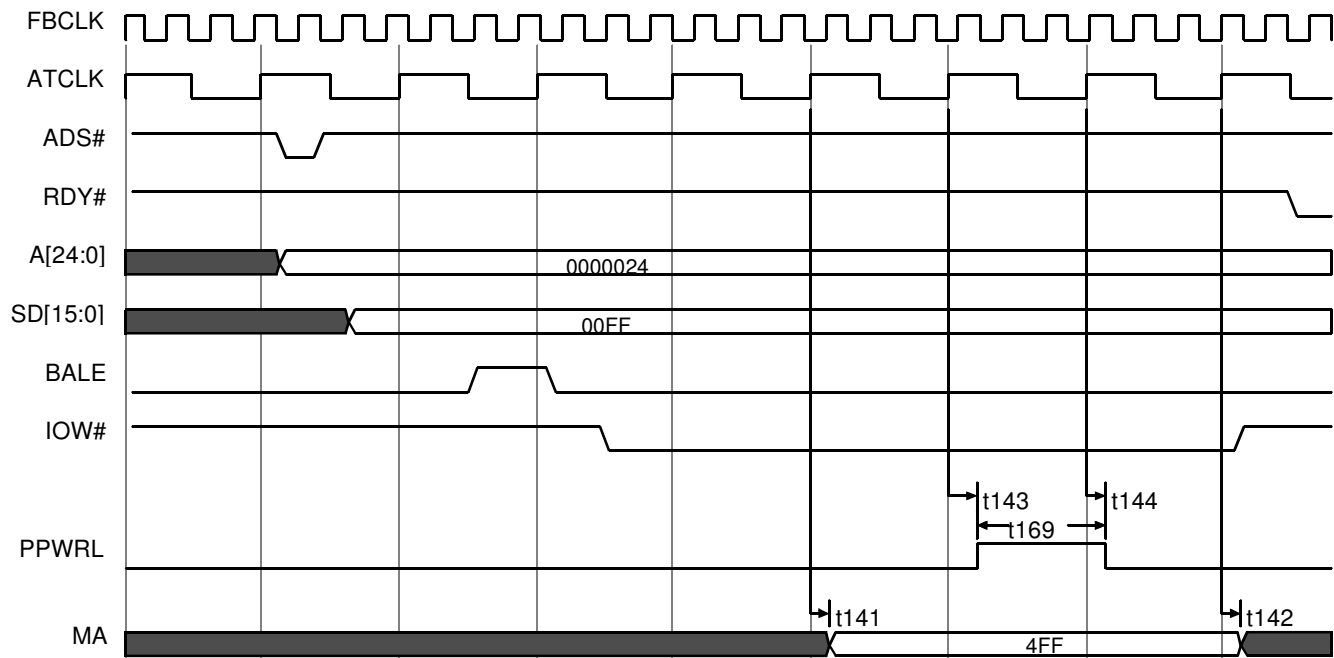 FBCLK
ATCLK
ADS#
RDY#
A[24:0]
0000024
SD[15:0]
00FF
BALE
IOW#
t143
t144
t169
PPWRL
t141
t142
MA
4FF